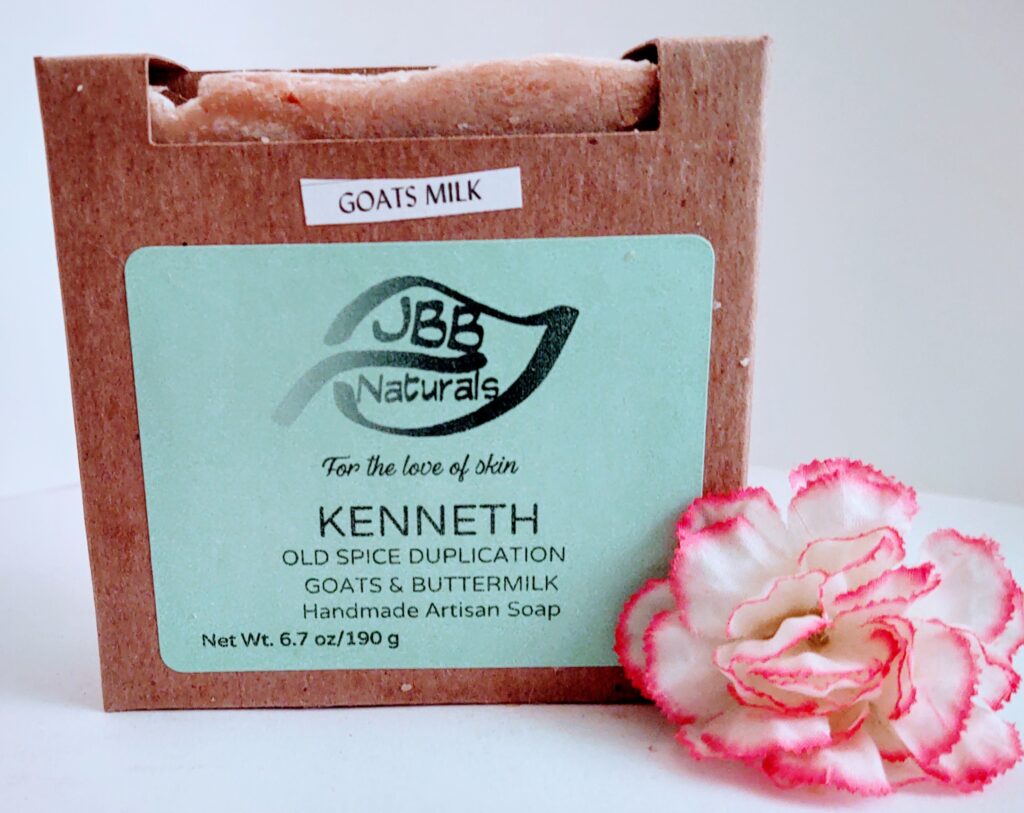 GOATS MILK
JBB
Naturals
For the love of skin
KENNETH
OLD SPICE DUPLICATION
GOATS & BUTTERMILK
Handmade Artisan Soap
Net Wt. 6.7 oz/190 g